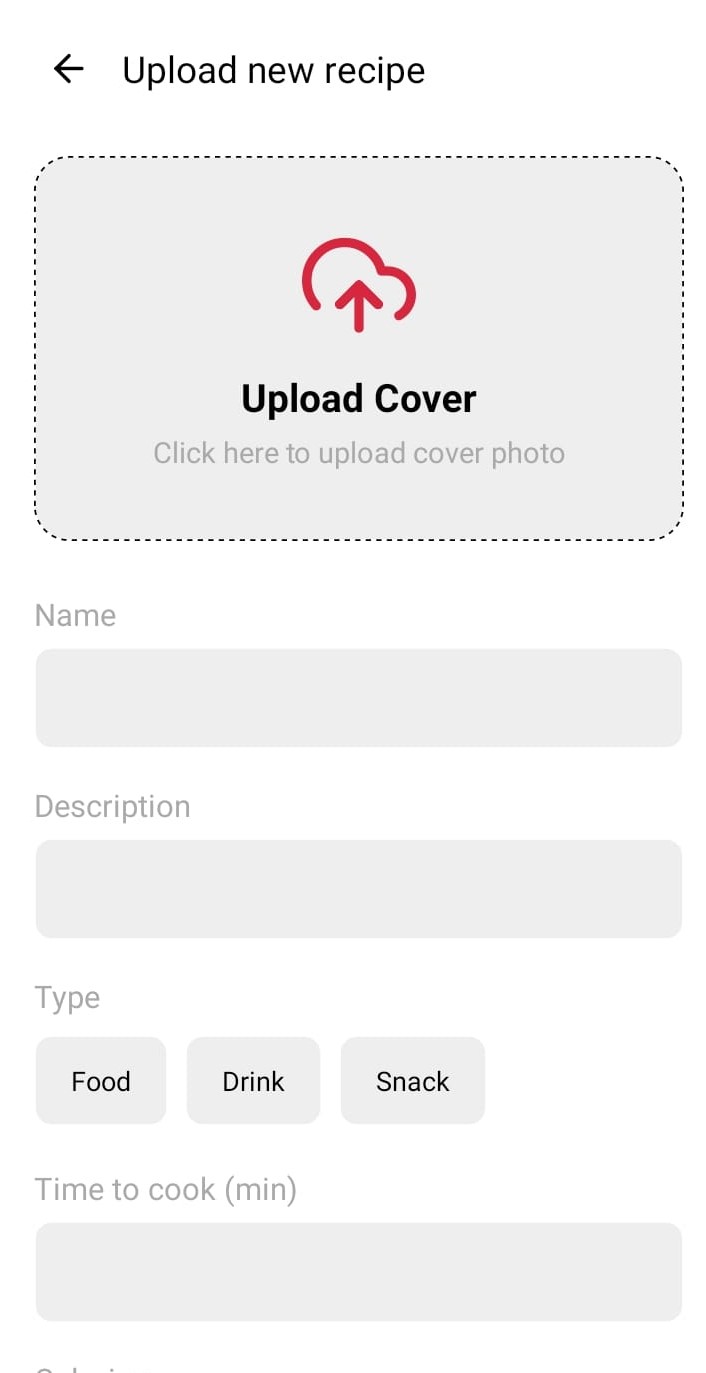 Upload new recipe
Upload Cover
Click here to upload cover photo
Name
Description
Type
Food Drink Snack
Time to cook (min)